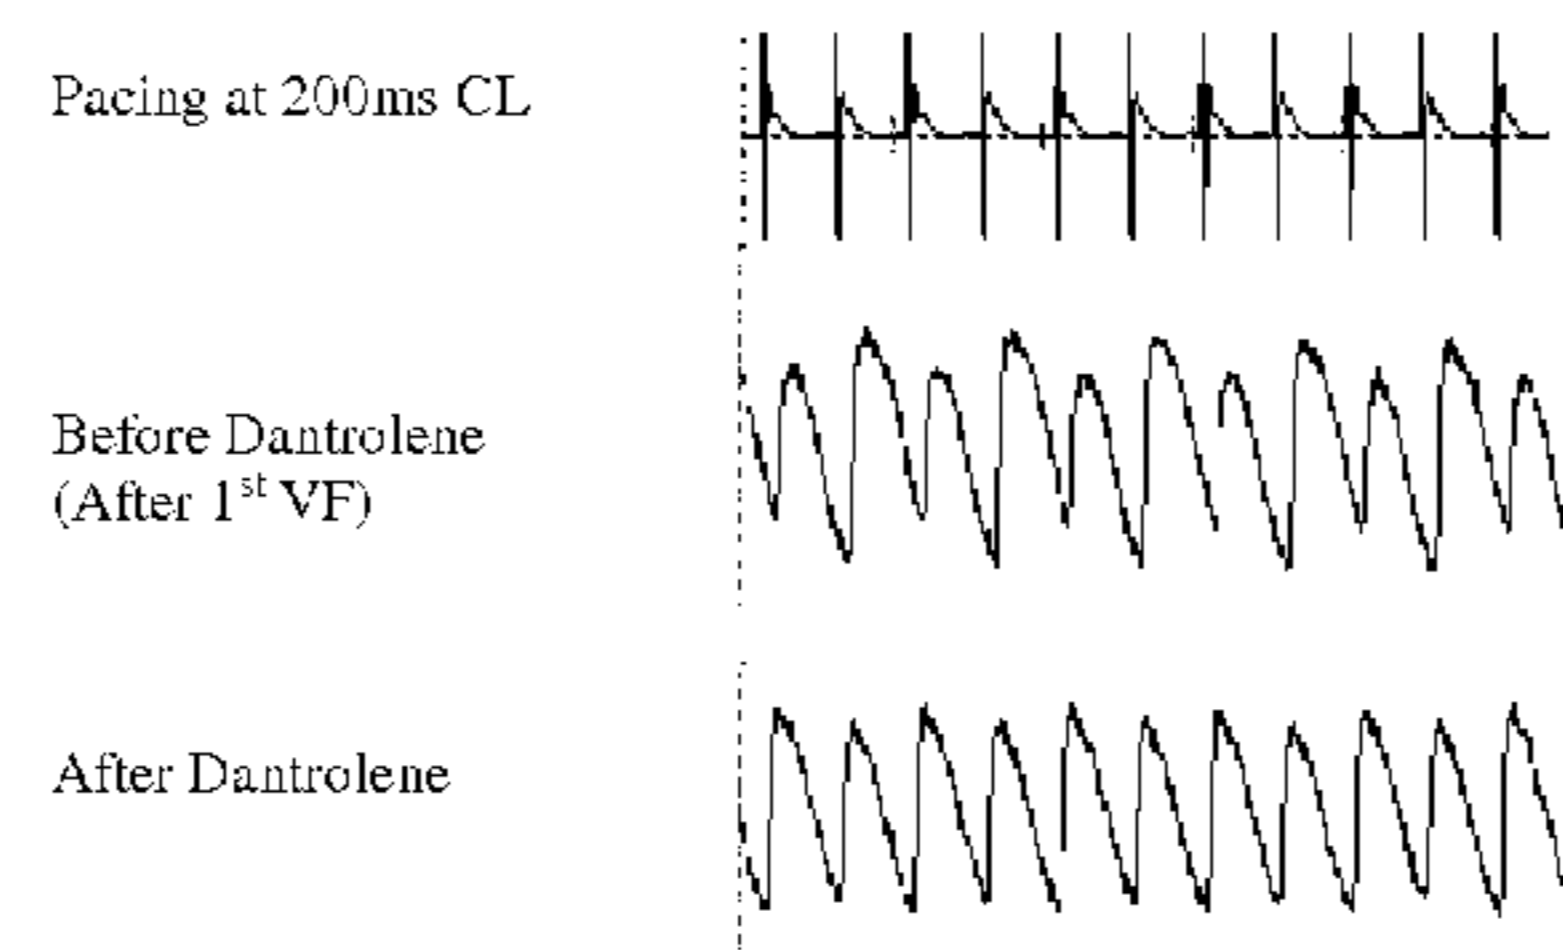 Pacing at 200ms CL
Before Dantrolene
(After 1st VF)
After Dantrolene